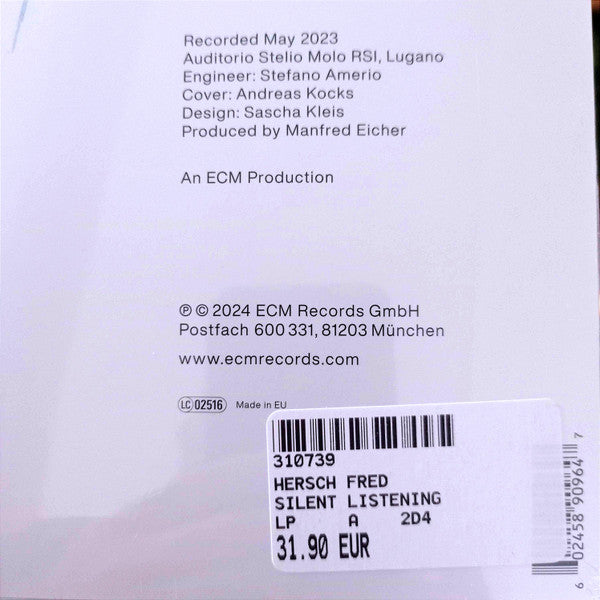 Recorded May 2023
Auditorio Stelio Molo RSI, Lugano
Engineer: Stefano Amerio
Cover: Andreas Kocks
Design: Sascha Kleis
Produced by Manfred Eicher
An ECM Production
℗ © 2024 ECM Records GmbH
Postfach 600 331, 81203 München
www.ecmrecords.com
LC 02516 Made in EU
310739
HERSCH FRED
SILENT LISTENING
LP A 2D4
31.90 EUR
6 02458 90964 7